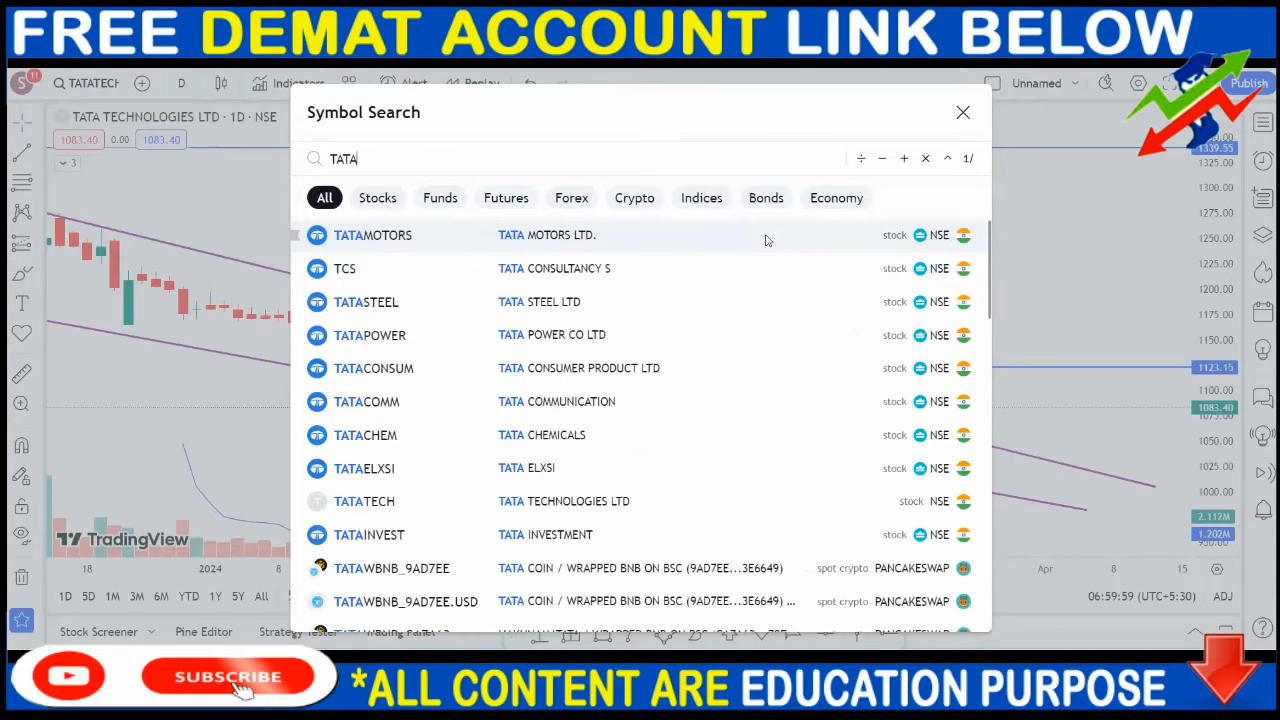 FREE DEMAT ACCOUNT LINK BELOW
S 11 TATATECH D Indicators Alert Replay Unnamed Publish
TATA TECHNOLOGIES LTD · 1D · NSE
1083.40 0.00 1083.40
3
Symbol Search
TATA
÷ − + × ^ 1/
All Stocks Funds Futures Forex Crypto Indices Bonds Economy
TATAMOTORS TATA MOTORS LTD. stock NSE
TCS TATA CONSULTANCY S stock NSE
TATASTEEL TATA STEEL LTD stock NSE
TATAPOWER TATA POWER CO LTD stock NSE
TATACONSUM TATA CONSUMER PRODUCT LTD stock NSE
TATACOMM TATA COMMUNICATION stock NSE
TATACHEM TATA CHEMICALS stock NSE
TATAELXSI TATA ELXSI stock NSE
TATATECH TATA TECHNOLOGIES LTD stock NSE
TATAINVEST TATA INVESTMENT stock NSE
TATAWBNB_9AD7EE TATA COIN / WRAPPED BNB ON BSC (9AD7EE...3E6649) spot crypto PANCAKESWAP
TATAWBNB_9AD7EE.USD TATA COIN / WRAPPED BNB ON BSC (9AD7EE...3E6649) ... spot crypto PANCAKESWAP
1339.55
1325.00
1300.00
1275.00
1250.00
1225.00
1200.00
1175.00
1150.00
1123.15
1100.00
1083.40
1075.00
1050.00
1025.00
1000.00
2.112M
1.202M
TradingView
18 2024 8 Apr 8 15
1D 5D 1M 3M 6M YTD 1Y 5Y All 06:59:59 (UTC+5:30) ADJ
Stock Screener Pine Editor Strategy Tester
SUBSCRIBE
*ALL CONTENT ARE EDUCATION PURPOSE